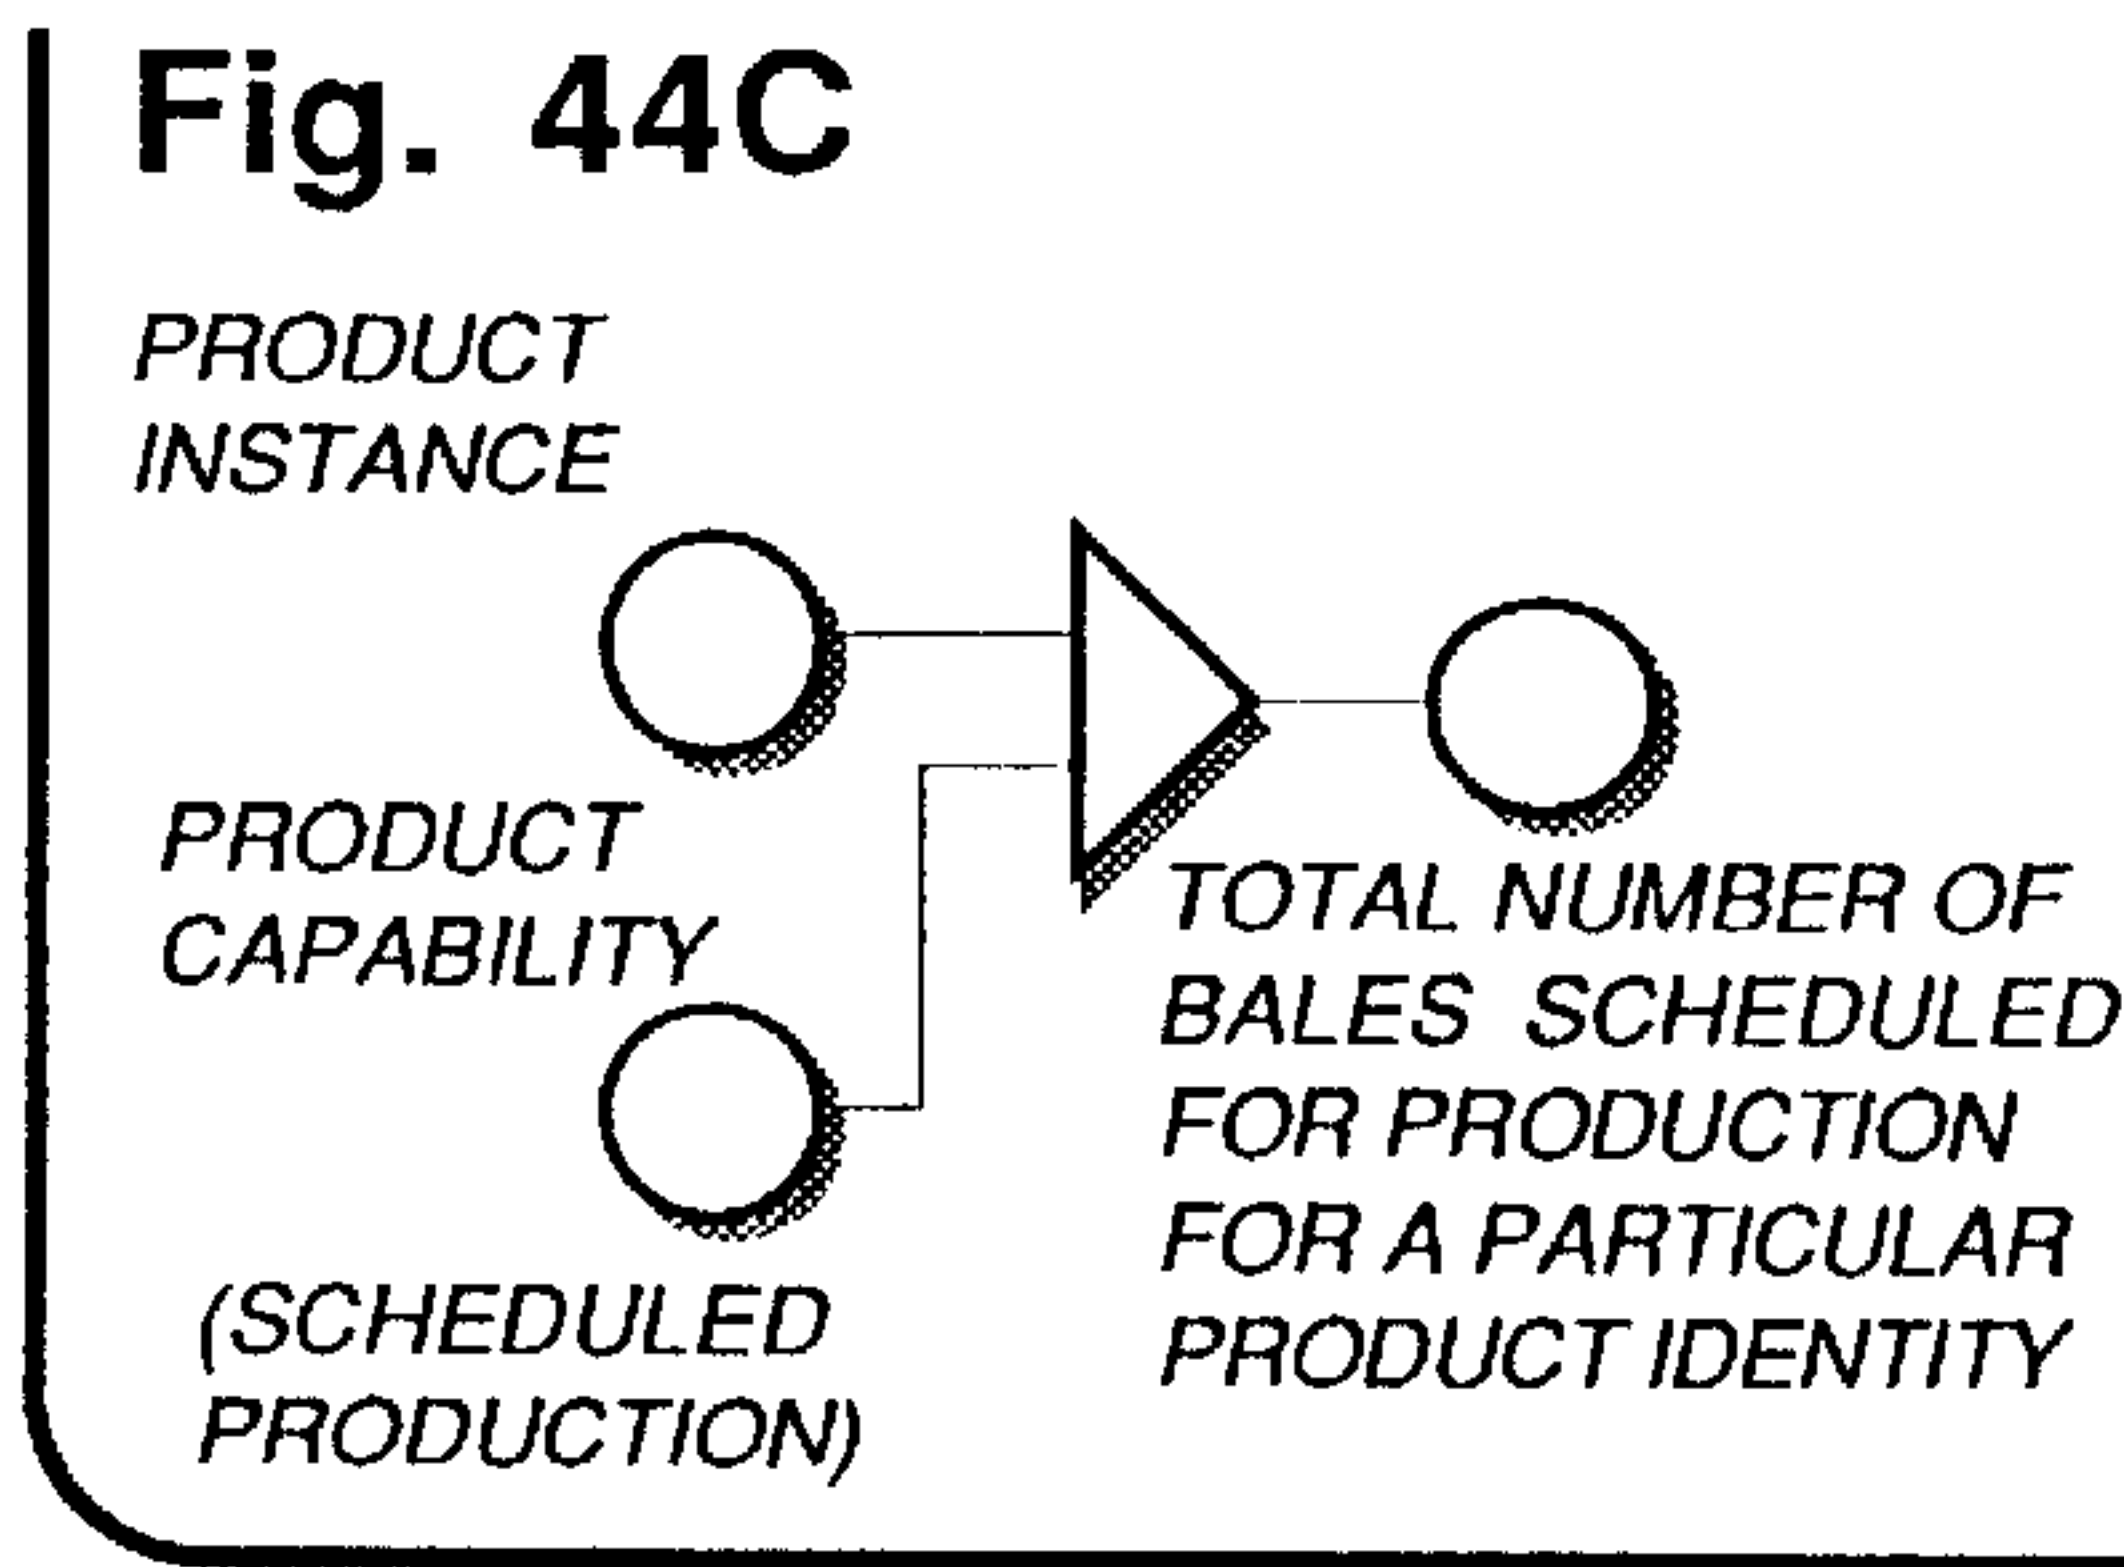 Fig. 44C
PRODUCT
INSTANCE
PRODUCT
CAPABILITY
(SCHEDULED
PRODUCTION)
TOTAL NUMBER OF
BALES SCHEDULED
FOR PRODUCTION
FOR A PARTICULAR
PRODUCT IDENTITY